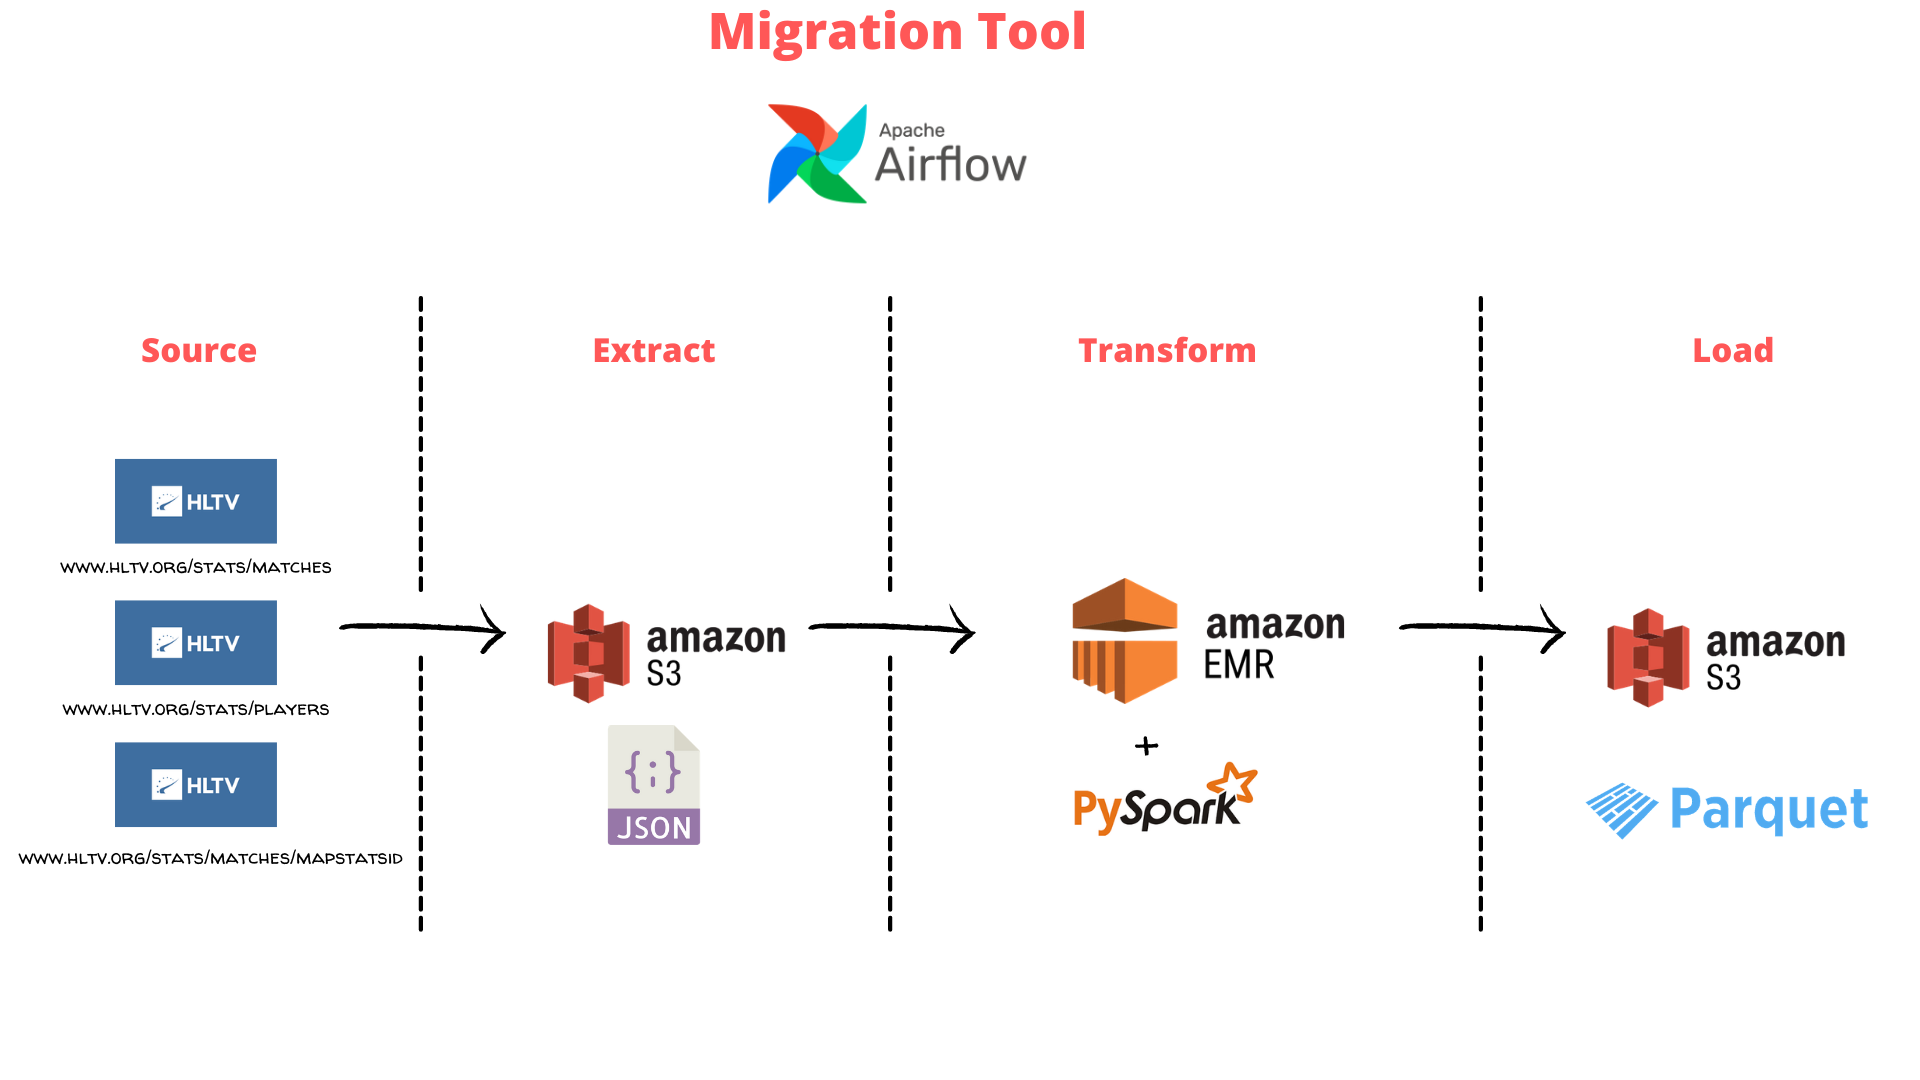 Migration Tool
Apache
Airflow
Source
Extract
Transform
Load
HLTV
WWW.HLTV.ORG/STATS/MATCHES
HLTV
WWW.HLTV.ORG/STATS/PLAYERS
HLTV
WWW.HLTV.ORG/STATS/MATCHES/MAPSTATSID
amazon
S3
{;}
JSON
amazon
EMR
+
PySpark
amazon
S3
Parquet